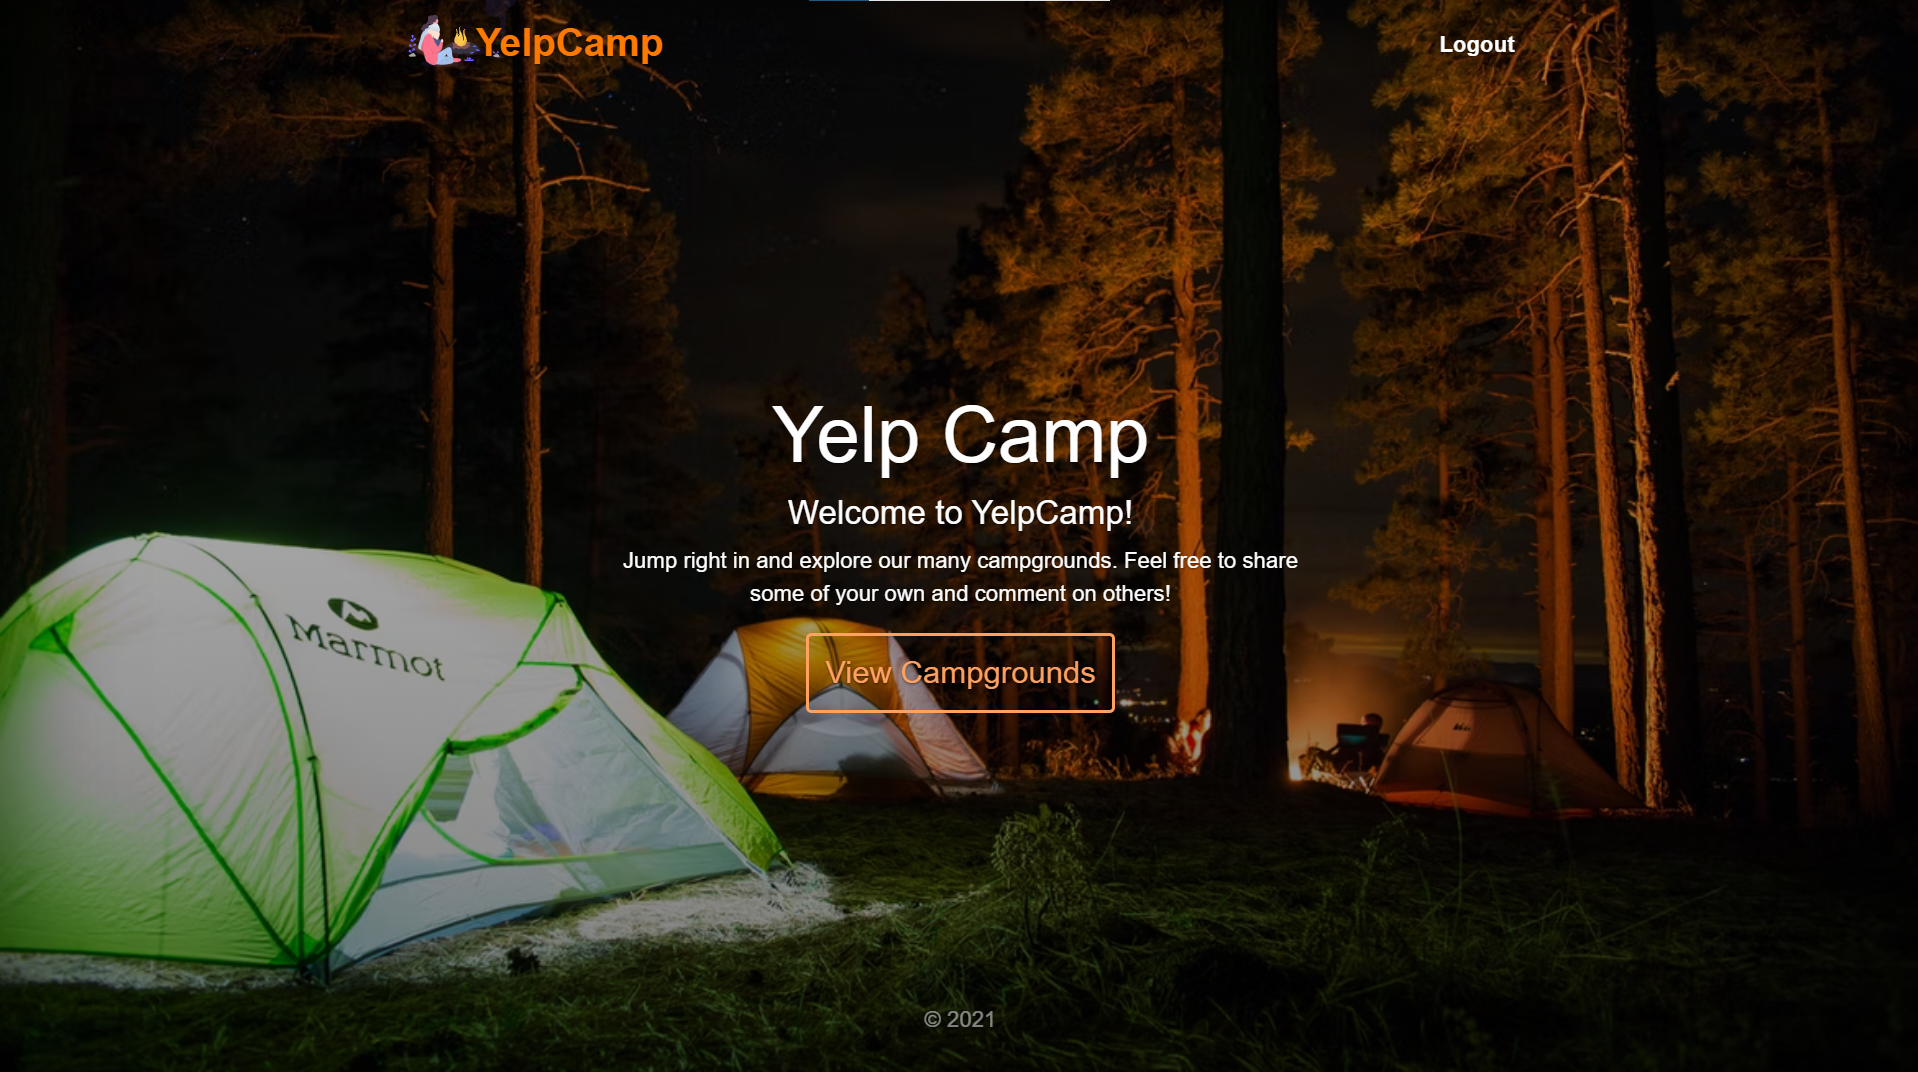 YelpCamp
Logout
Yelp Camp
Welcome to YelpCamp!
Jump right in and explore our many campgrounds. Feel free to share
some of your own and comment on others!
Marmot
View Campgrounds
© 2021